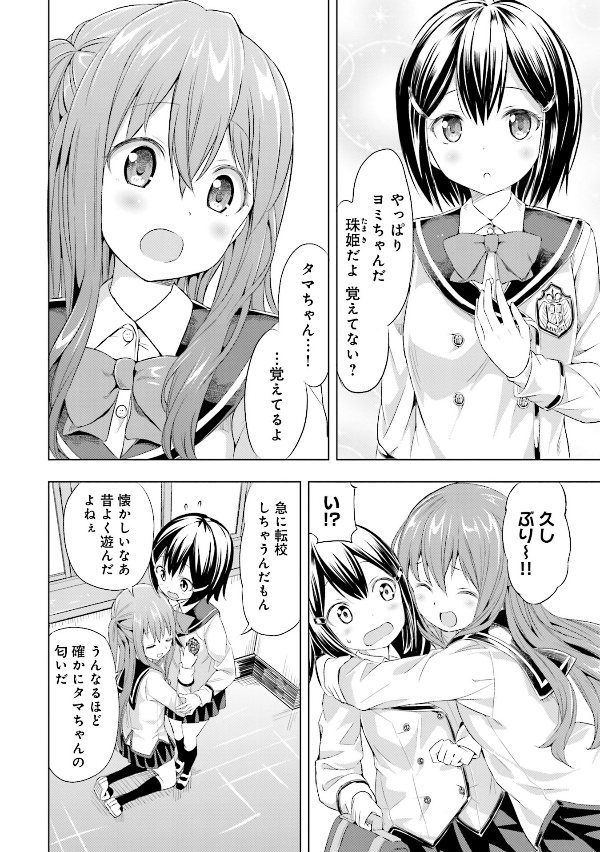 やっぱり
ヨミちゃんだ
珠姫だよ 覚えてない？
たまき
タマちゃん…！
…覚えてるよ
久し
ぶり～!!
い!?
急に転校
しちゃうんだもん
懐かしいなあ
昔よく遊んだ
よねぇ
うんなるほど
確かにタマちゃんの
匂いだ